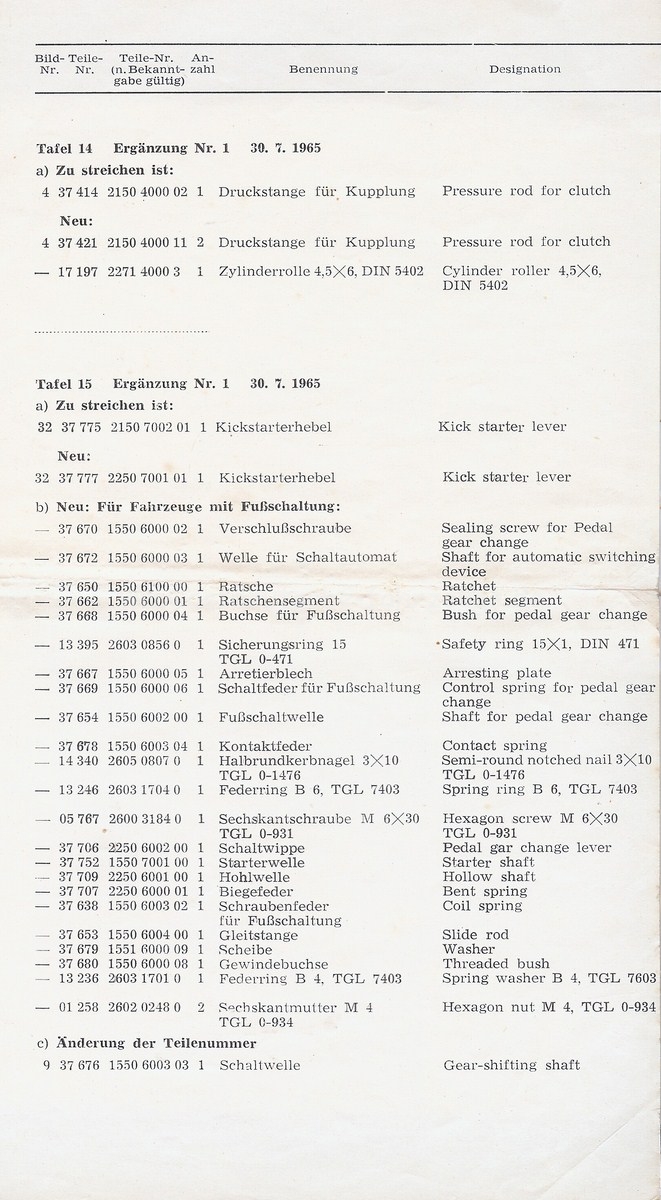 Bild- Teile- Teile-Nr. An-
Nr. Nr. (n. Bekannt- zahl Benennung Designation
gabe gültig)
Tafel 14 Ergänzung Nr. 1 30. 7. 1965
a) Zu streichen ist:
4 37 414 2150 4000 02 1 Druckstange für Kupplung Pressure rod for clutch
Neu:
4 37 421 2150 4000 11 2 Druckstange für Kupplung Pressure rod for clutch
— 17 197 2271 4000 3 1 Zylinderrolle 4,5×6, DIN 5402 Cylinder roller 4,5×6,
DIN 5402
Tafel 15 Ergänzung Nr. 1 30. 7. 1965
a) Zu streichen ist:
32 37 775 2150 7002 01 1 Kickstarterhebel Kick starter lever
Neu:
32 37 777 2250 7001 01 1 Kickstarterhebel Kick starter lever
b) Neu: Für Fahrzeuge mit Fußschaltung:
— 37 670 1550 6000 02 1 Verschlußschraube Sealing screw for Pedal
gear change
— 37 672 1550 6000 03 1 Welle für Schaltautomat Shaft for automatic switching
device
— 37 650 1550 6100 00 1 Ratsche Ratchet
— 37 662 1550 6000 01 1 Ratschensegment Ratchet segment
— 37 668 1550 6000 04 1 Buchse für Fußschaltung Bush for pedal gear change
— 13 395 2603 0856 0 1 Sicherungsring 15 Safety ring 15×1, DIN 471
TGL 0-471
— 37 667 1550 6000 05 1 Arretierblech Arresting plate
— 37 669 1550 6000 06 1 Schaltfeder für Fußschaltung Control spring for pedal gear
change
— 37 654 1550 6002 00 1 Fußschaltwelle Shaft for pedal gear change
— 37 678 1550 6003 04 1 Kontaktfeder Contact spring
— 14 340 2605 0807 0 1 Halbrundkerbnagel 3×10 Semi-round notched nail 3×10
TGL 0-1476 TGL 0-1476
— 13 246 2603 1704 0 1 Federring B 6, TGL 7403 Spring ring B 6, TGL 7403
— 05 767 2600 3184 0 1 Sechskantschraube M 6×30 Hexagon screw M 6×30
TGL 0-931 TGL 0-931
— 37 706 2250 6002 00 1 Schaltwippe Pedal gar change lever
— 37 752 1550 7001 00 1 Starterwelle Starter shaft
— 37 709 2250 6001 00 1 Hohlwelle Hollow shaft
— 37 707 2250 6000 01 1 Biegefeder Bent spring
— 37 638 1550 6003 02 1 Schraubenfeder Coil spring
für Fußschaltung
— 37 653 1550 6004 00 1 Gleitstange Slide rod
— 37 679 1551 6000 09 1 Scheibe Washer
— 37 680 1550 6000 08 1 Gewindebuchse Threaded bush
— 13 236 2603 1701 0 1 Federring B 4, TGL 7403 Spring washer B 4, TGL 7603
— 01 258 2602 0248 0 2 Sechskantmutter M 4 Hexagon nut M 4, TGL 0-934
TGL 0-934
c) Änderung der Teilenummer
9 37 676 1550 6003 03 1 Schaltwelle Gear-shifting shaft